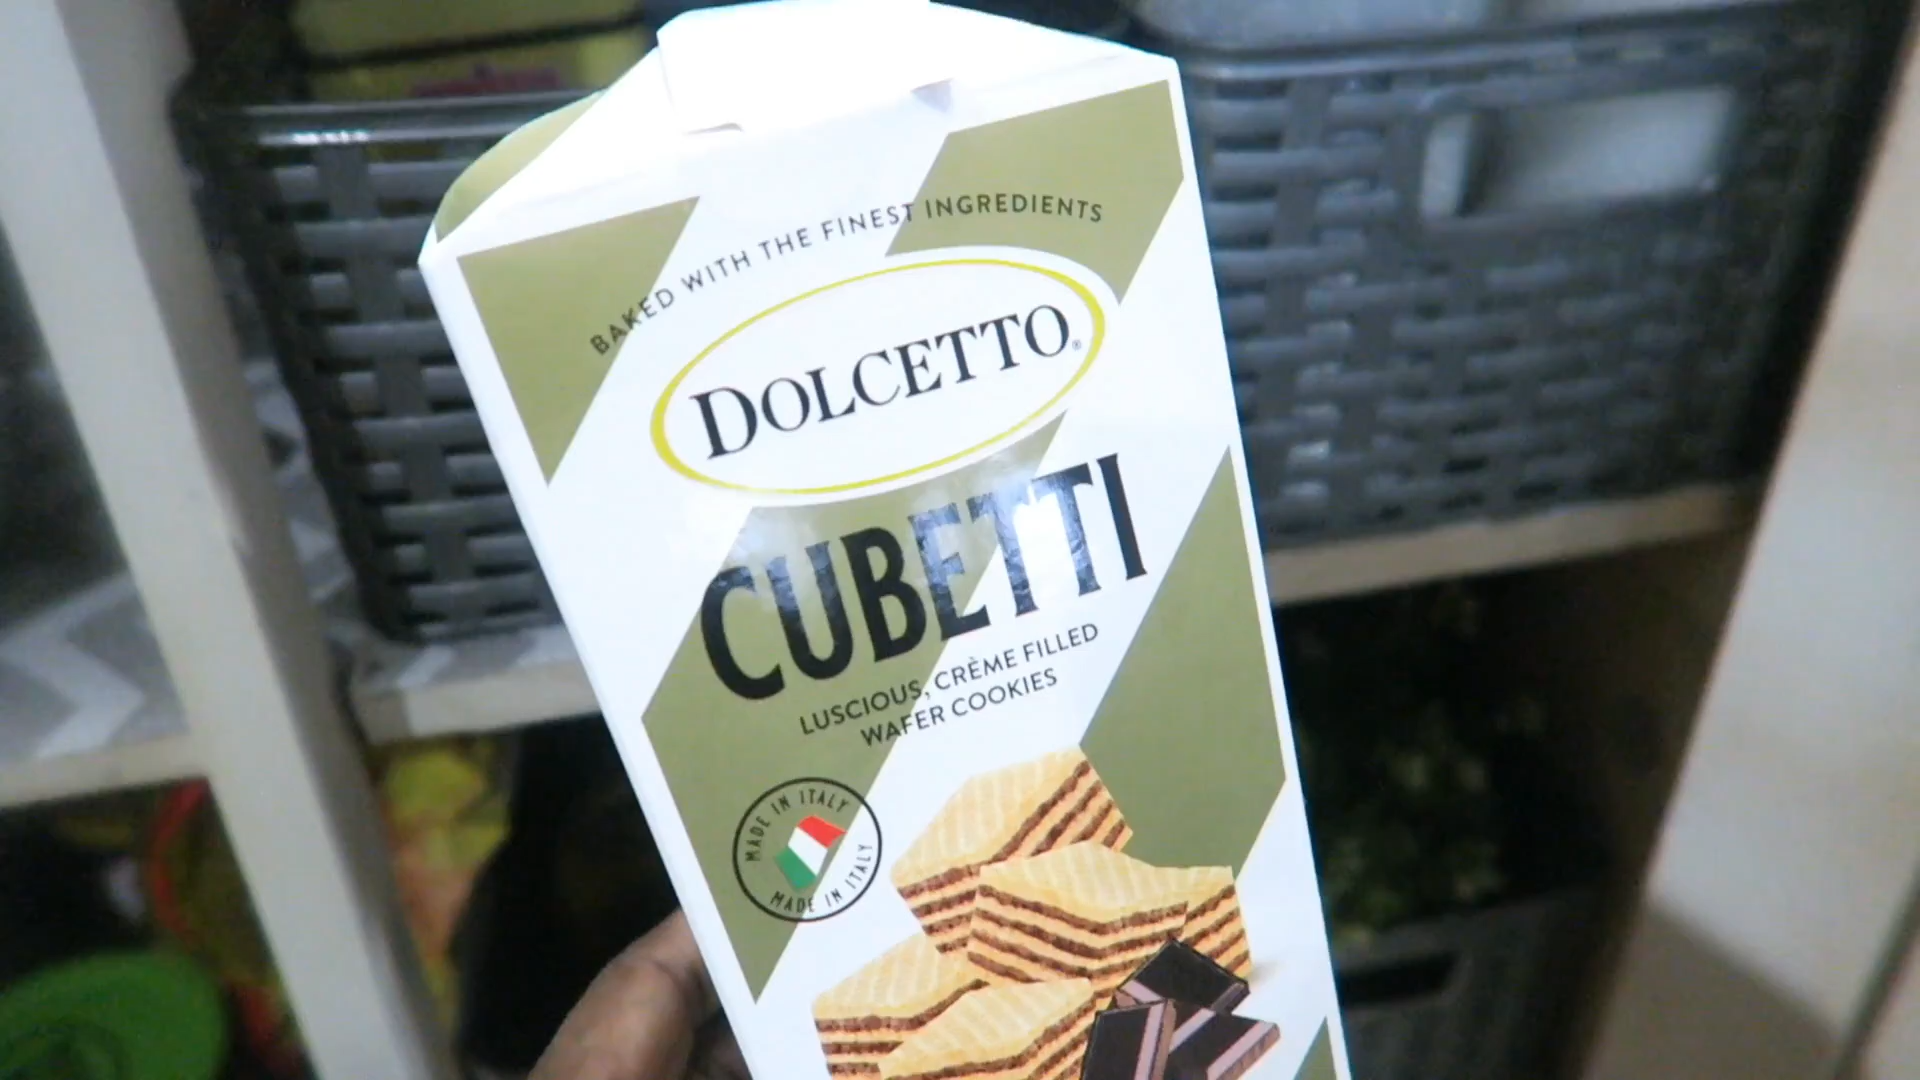 BAKED WITH THE FINEST INGREDIENTS
DOLCETTO®
CUBETTI
LUSCIOUS, CRÈME FILLED
WAFER COOKIES
MADE IN ITALY
MADE IN ITALY